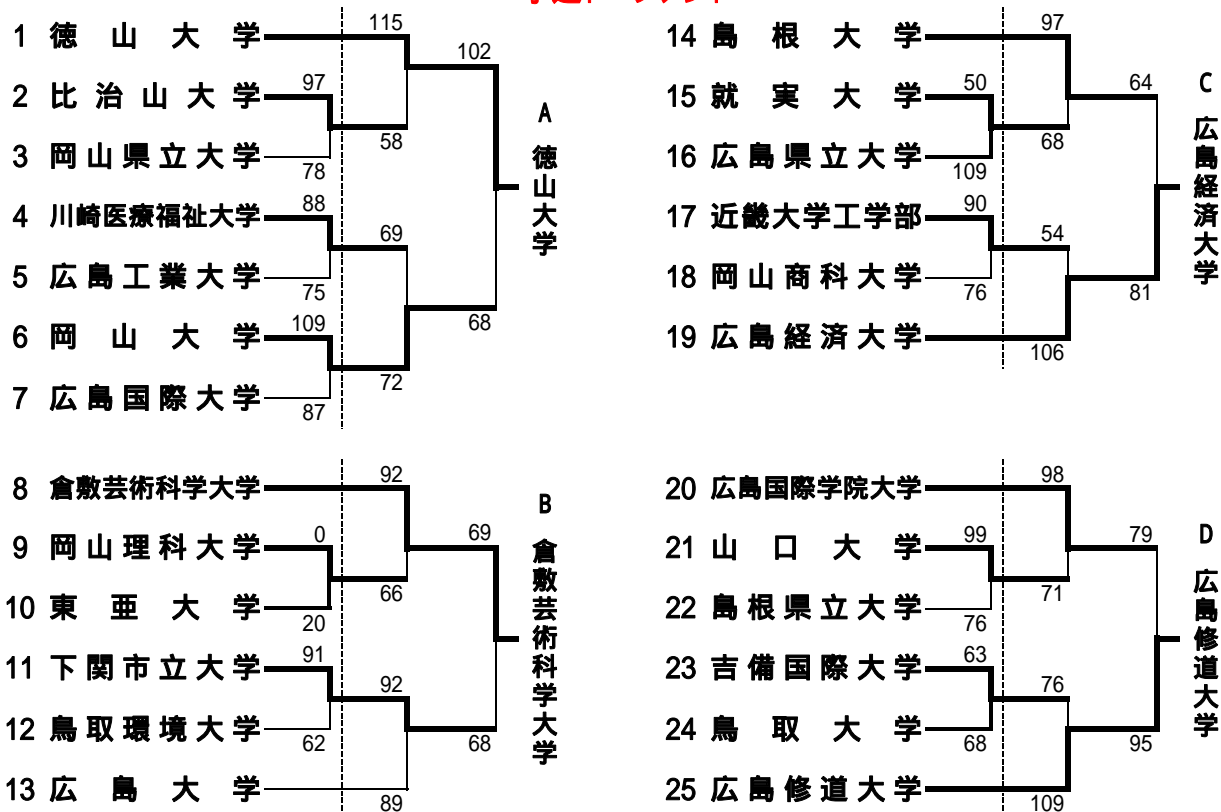 115
1 徳山大学
102
97
2 比治山大学
58
3 岡山県立大学
78
88
4 川崎医療福祉大学
69
5 広島工業大学
75
109
6 岡山大学
68
72
7 広島国際大学
87
A 徳山大学
92
8 倉敷芸術科学大学
0
9 岡山理科大学
69
66
10 東亜大学
20
91
11 下関市立大学
92
12 鳥取環境大学
62
68
13 広島大学
89
B 倉敷芸術科学大学
97
14 島根大学
50
64
15 就実大学
68
16 広島県立大学
109
90
17 近畿大学工学部
54
18 岡山商科大学
76
81
19 広島経済大学
106
C 広島経済大学
98
20 広島国際学院大学
99
79
21 山口大学
71
22 島根県立大学
76
63
23 吉備国際大学
76
24 鳥取大学
68
95
25 広島修道大学
109
D 広島修道大学